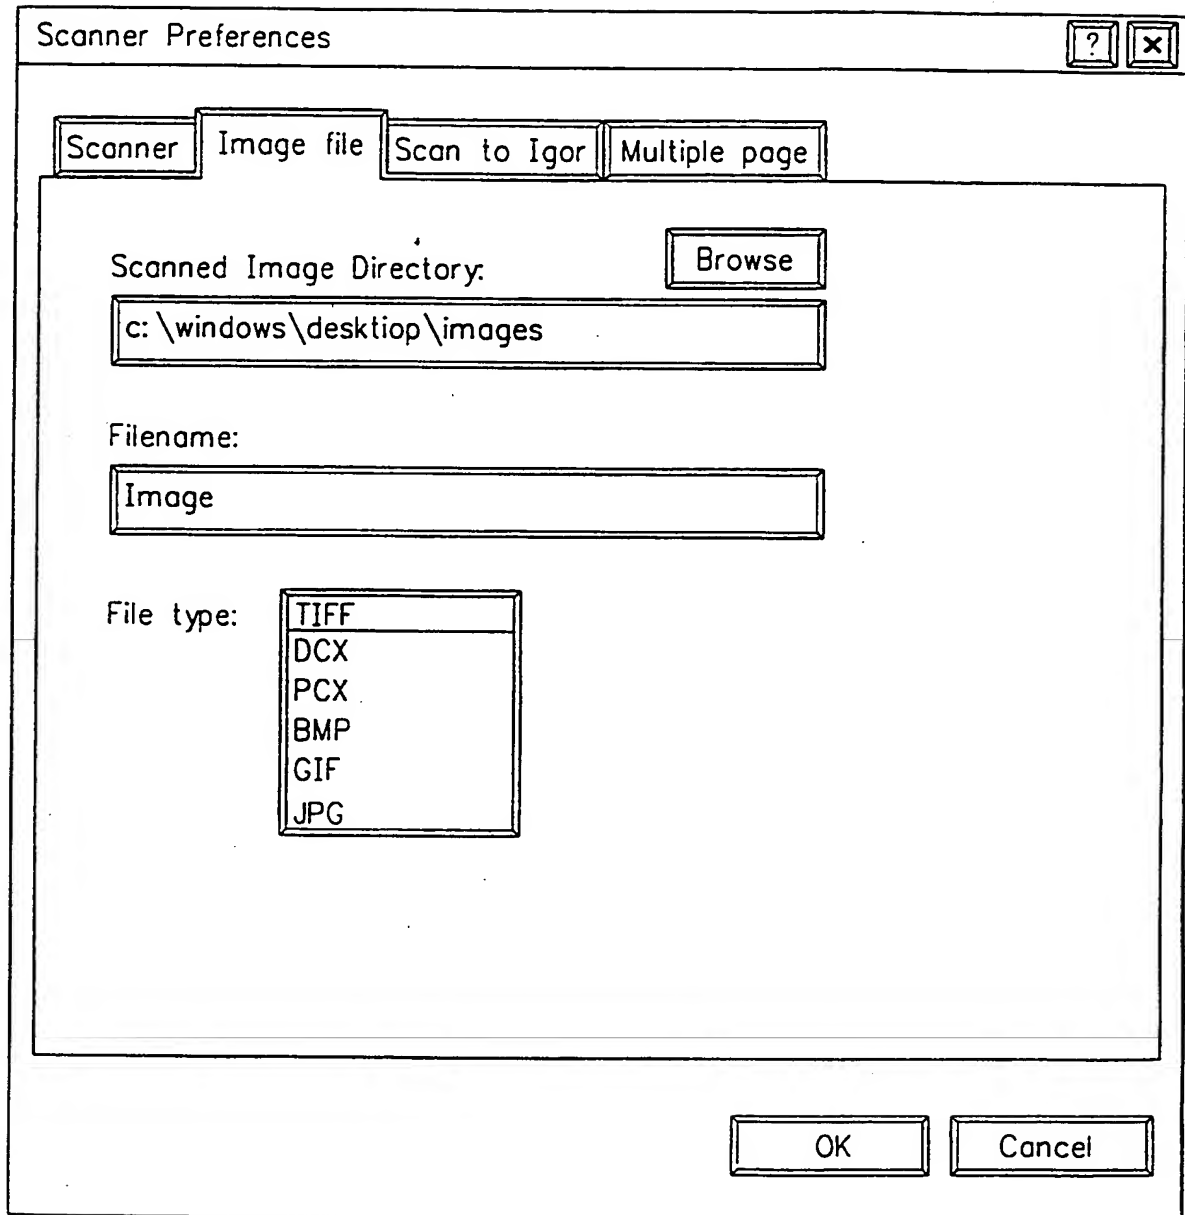 Scanner Preferences ? ×
Scanner Image file Scan to Igor Multiple page
Scanned Image Directory: Browse
c:\windows\desktiop\images
Filename:
Image
File type: TIFF
DCX
PCX
BMP
GIF
JPG
OK Cancel